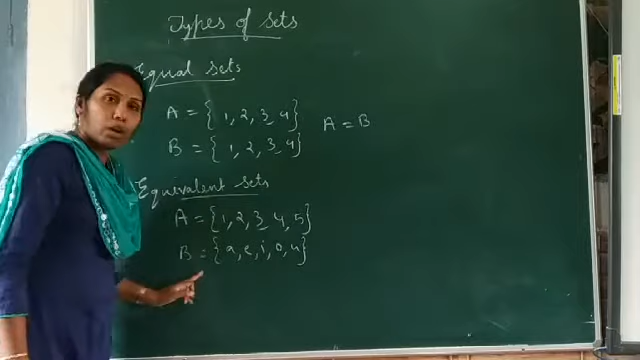 Types of Sets
Equal sets
A = {1, 2, 3, 4}
A = B
B = {1, 2, 3, 4}
Equivalent sets
A = {1, 2, 3, 4, 5}
B = {a, e, i, o, u}